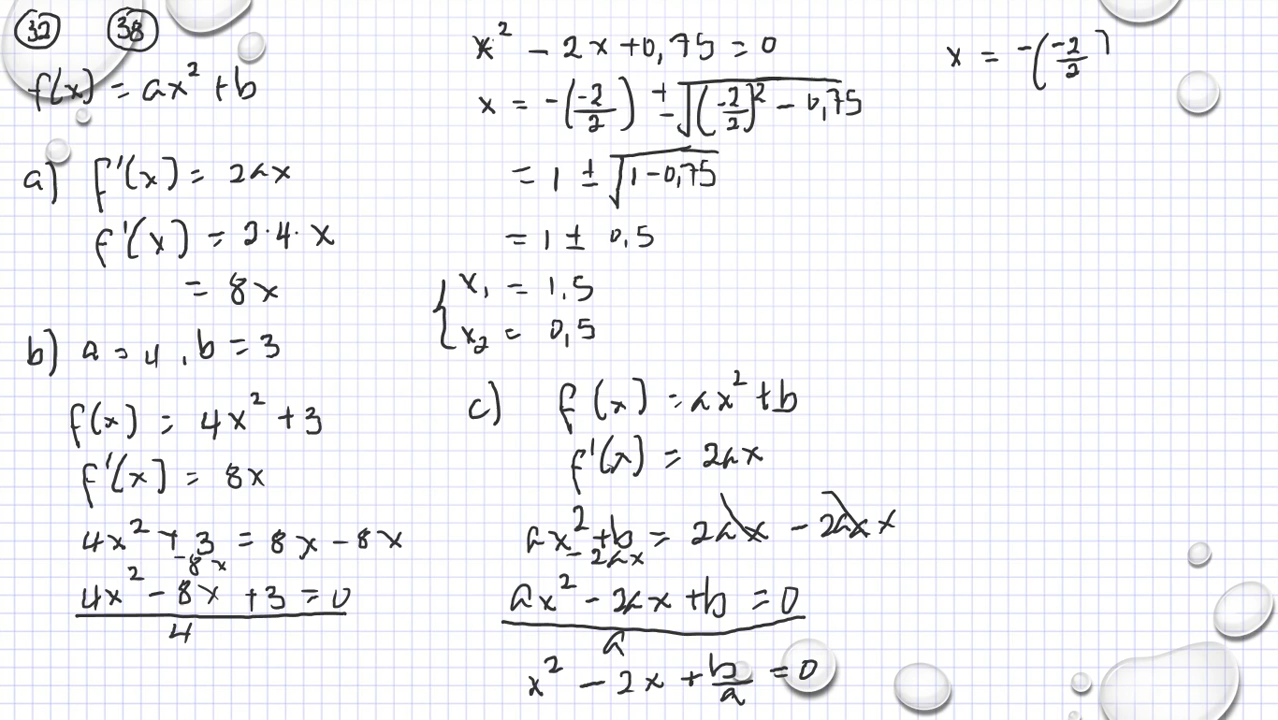 32 38
f(x) = ax² + b
a) f'(x) = 2ax
f'(x) = 2·4·x
= 8x
b) a = 4, b = 3
f(x) = 4x² + 3
f'(x) = 8x
4x² + 3 = 8x - 8x
-8x
4x² - 8x + 3 = 0
4
x² - 2x + 0,75 = 0
x = -(-2/2) ± √((-2/2)² - 0,75)
= 1 ± √(1 - 0,75)
= 1 ± 0.5
{ x₁ = 1.5
x₂ = 0,5
c) f(x) = ax² + b
f'(x) = 2ax
ax² + b = 2ax - 2ax x
- 2ax
ax² - 2ax + b = 0
a
x² - 2x + b/a = 0
x = -(-2/2)